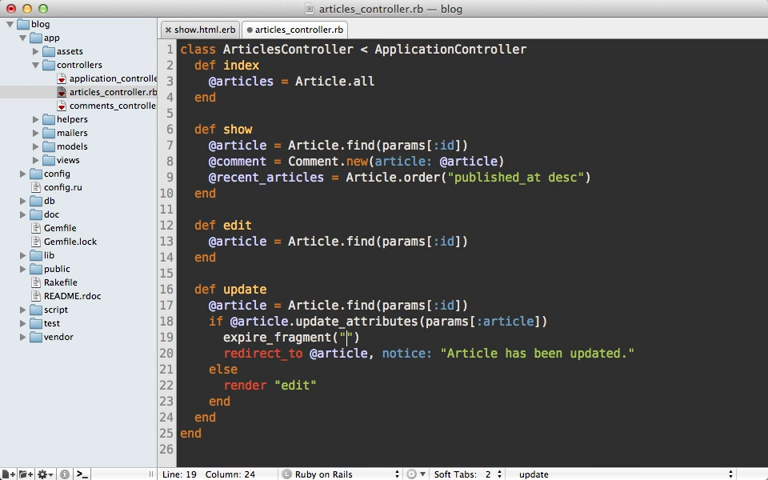 articles_controller.rb — blog
blog
app
assets
controllers
application_controlle
articles_controller.rb
comments_controlle
helpers
mailers
models
views
config
config.ru
db
doc
Gemfile
Gemfile.lock
lib
public
Rakefile
README.rdoc
script
test
vendor
show.html.erb
articles_controller.rb
1 class ArticlesController < ApplicationController
2 def index
3 @articles = Article.all
4 end
5
6 def show
7 @article = Article.find(params[:id])
8 @comment = Comment.new(article: @article)
9 @recent_articles = Article.order("published_at desc")
10 end
11
12 def edit
13 @article = Article.find(params[:id])
14 end
15
16 def update
17 @article = Article.find(params[:id])
18 if @article.update_attributes(params[:article])
19 expire_fragment("")
20 redirect_to @article, notice: "Article has been updated."
21 else
22 render "edit"
23 end
24 end
25 end
26
Line: 19 Column: 24
Ruby on Rails
Soft Tabs: 2
update